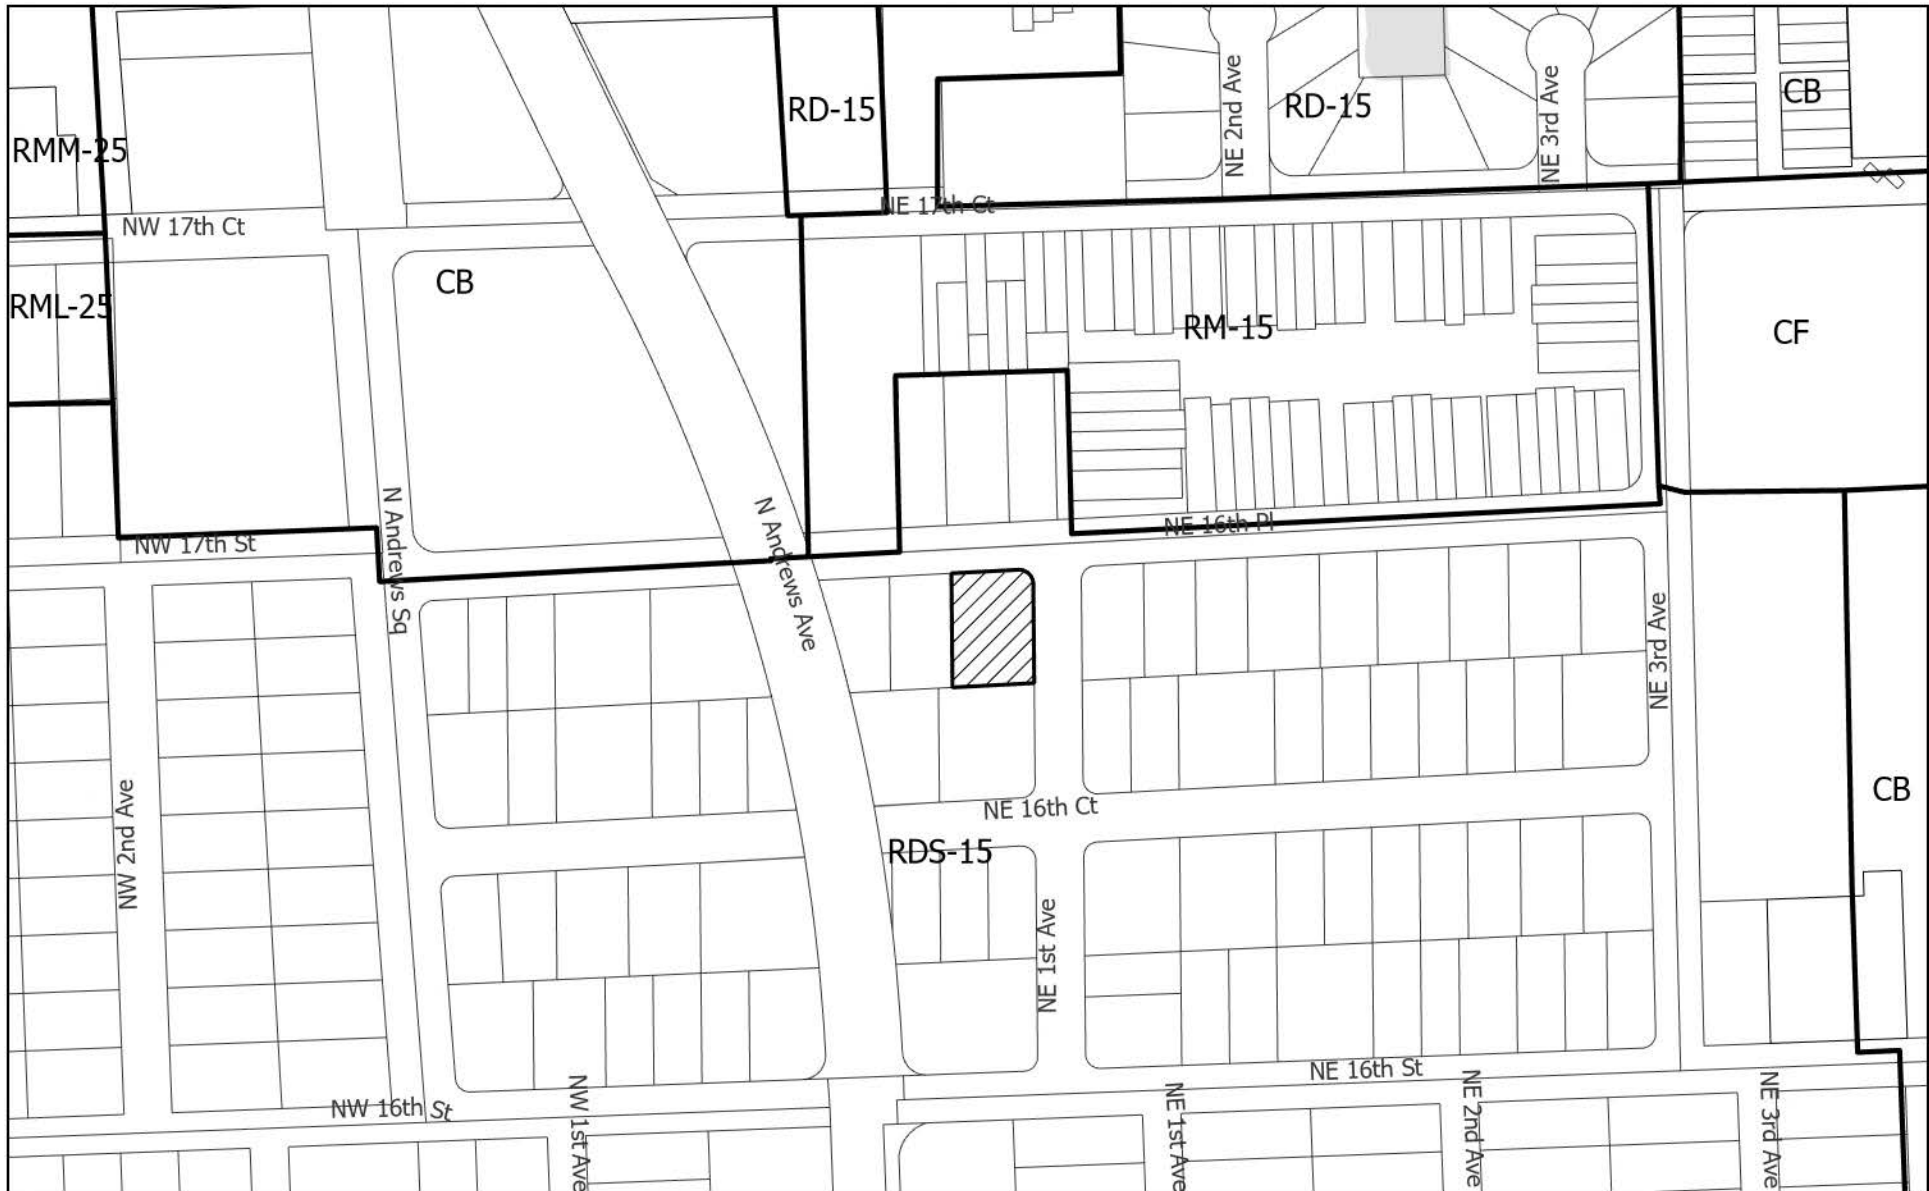 RD-15
RD-15
CB
NE 2nd Ave
NE 3rd Ave
RMM-25
NW 17th Ct
NE 17th Ct
CB
RML-25
RM-15
CF
N Andrews Sq
N Andrews Ave
NE 16th Pl
NW 17th St
NE 3rd Ave
NW 2nd Ave
NE 16th Ct
CB
RDS-15
NE 1st Ave
NE 16th St
NW 16th St
NW 1st Ave
NE 1st Ave
NE 2nd Ave
NE 3rd Ave